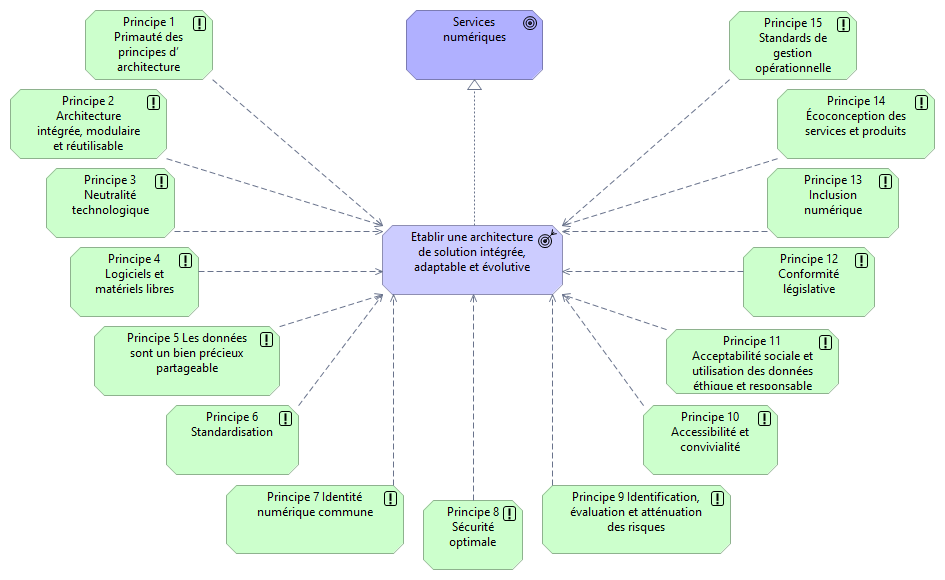 Principe 1
Primauté des
principes d'
architecture
Services
numériques
Principe 15
Standards de
gestion
opérationnelle
Principe 2
Architecture
intégrée, modulaire
et réutilisable
Principe 14
Écoconception des
services et produits
Principe 3
Neutralité
technologique
Principe 13
Inclusion
numérique
Etablir une architecture
de solution intégrée,
adaptable et évolutive
Principe 4
Logiciels et
matériels libres
Principe 12
Conformité
législative
Principe 5 Les données
sont un bien précieux
partageable
Principe 11
Acceptabilité sociale et
utilisation des données
éthique et responsable
Principe 6
Standardisation
Principe 10
Accessibilité et
convivialité
Principe 7 Identité
numérique commune
Principe 8
Sécurité
optimale
Principe 9 Identification,
évaluation et atténuation
des risques